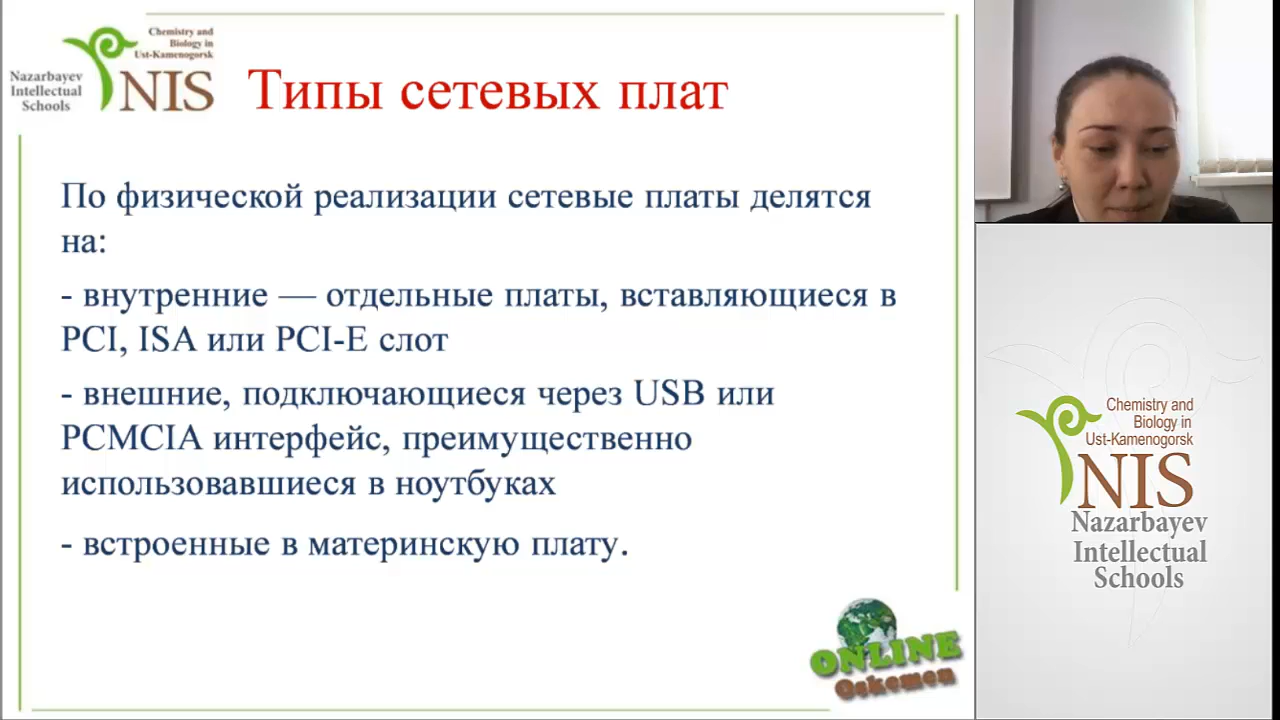 Chemistry and
Biology in
Ust-Kamenogorsk
Nazarbayev
Intellectual
Schools
NIS
Типы сетевых плат
По физической реализации сетевые платы делятся
на:
- внутренние — отдельные платы, вставляющиеся в
PCI, ISA или PCI-E слот
- внешние, подключающиеся через USB или
PCMCIA интерфейс, преимущественно
использовавшиеся в ноутбуках
- встроенные в материнскую плату.
ONLINE
Oskemen
Chemistry and
Biology in
Ust-Kamenogorsk
NIS
Nazarbayev
Intellectual
Schools